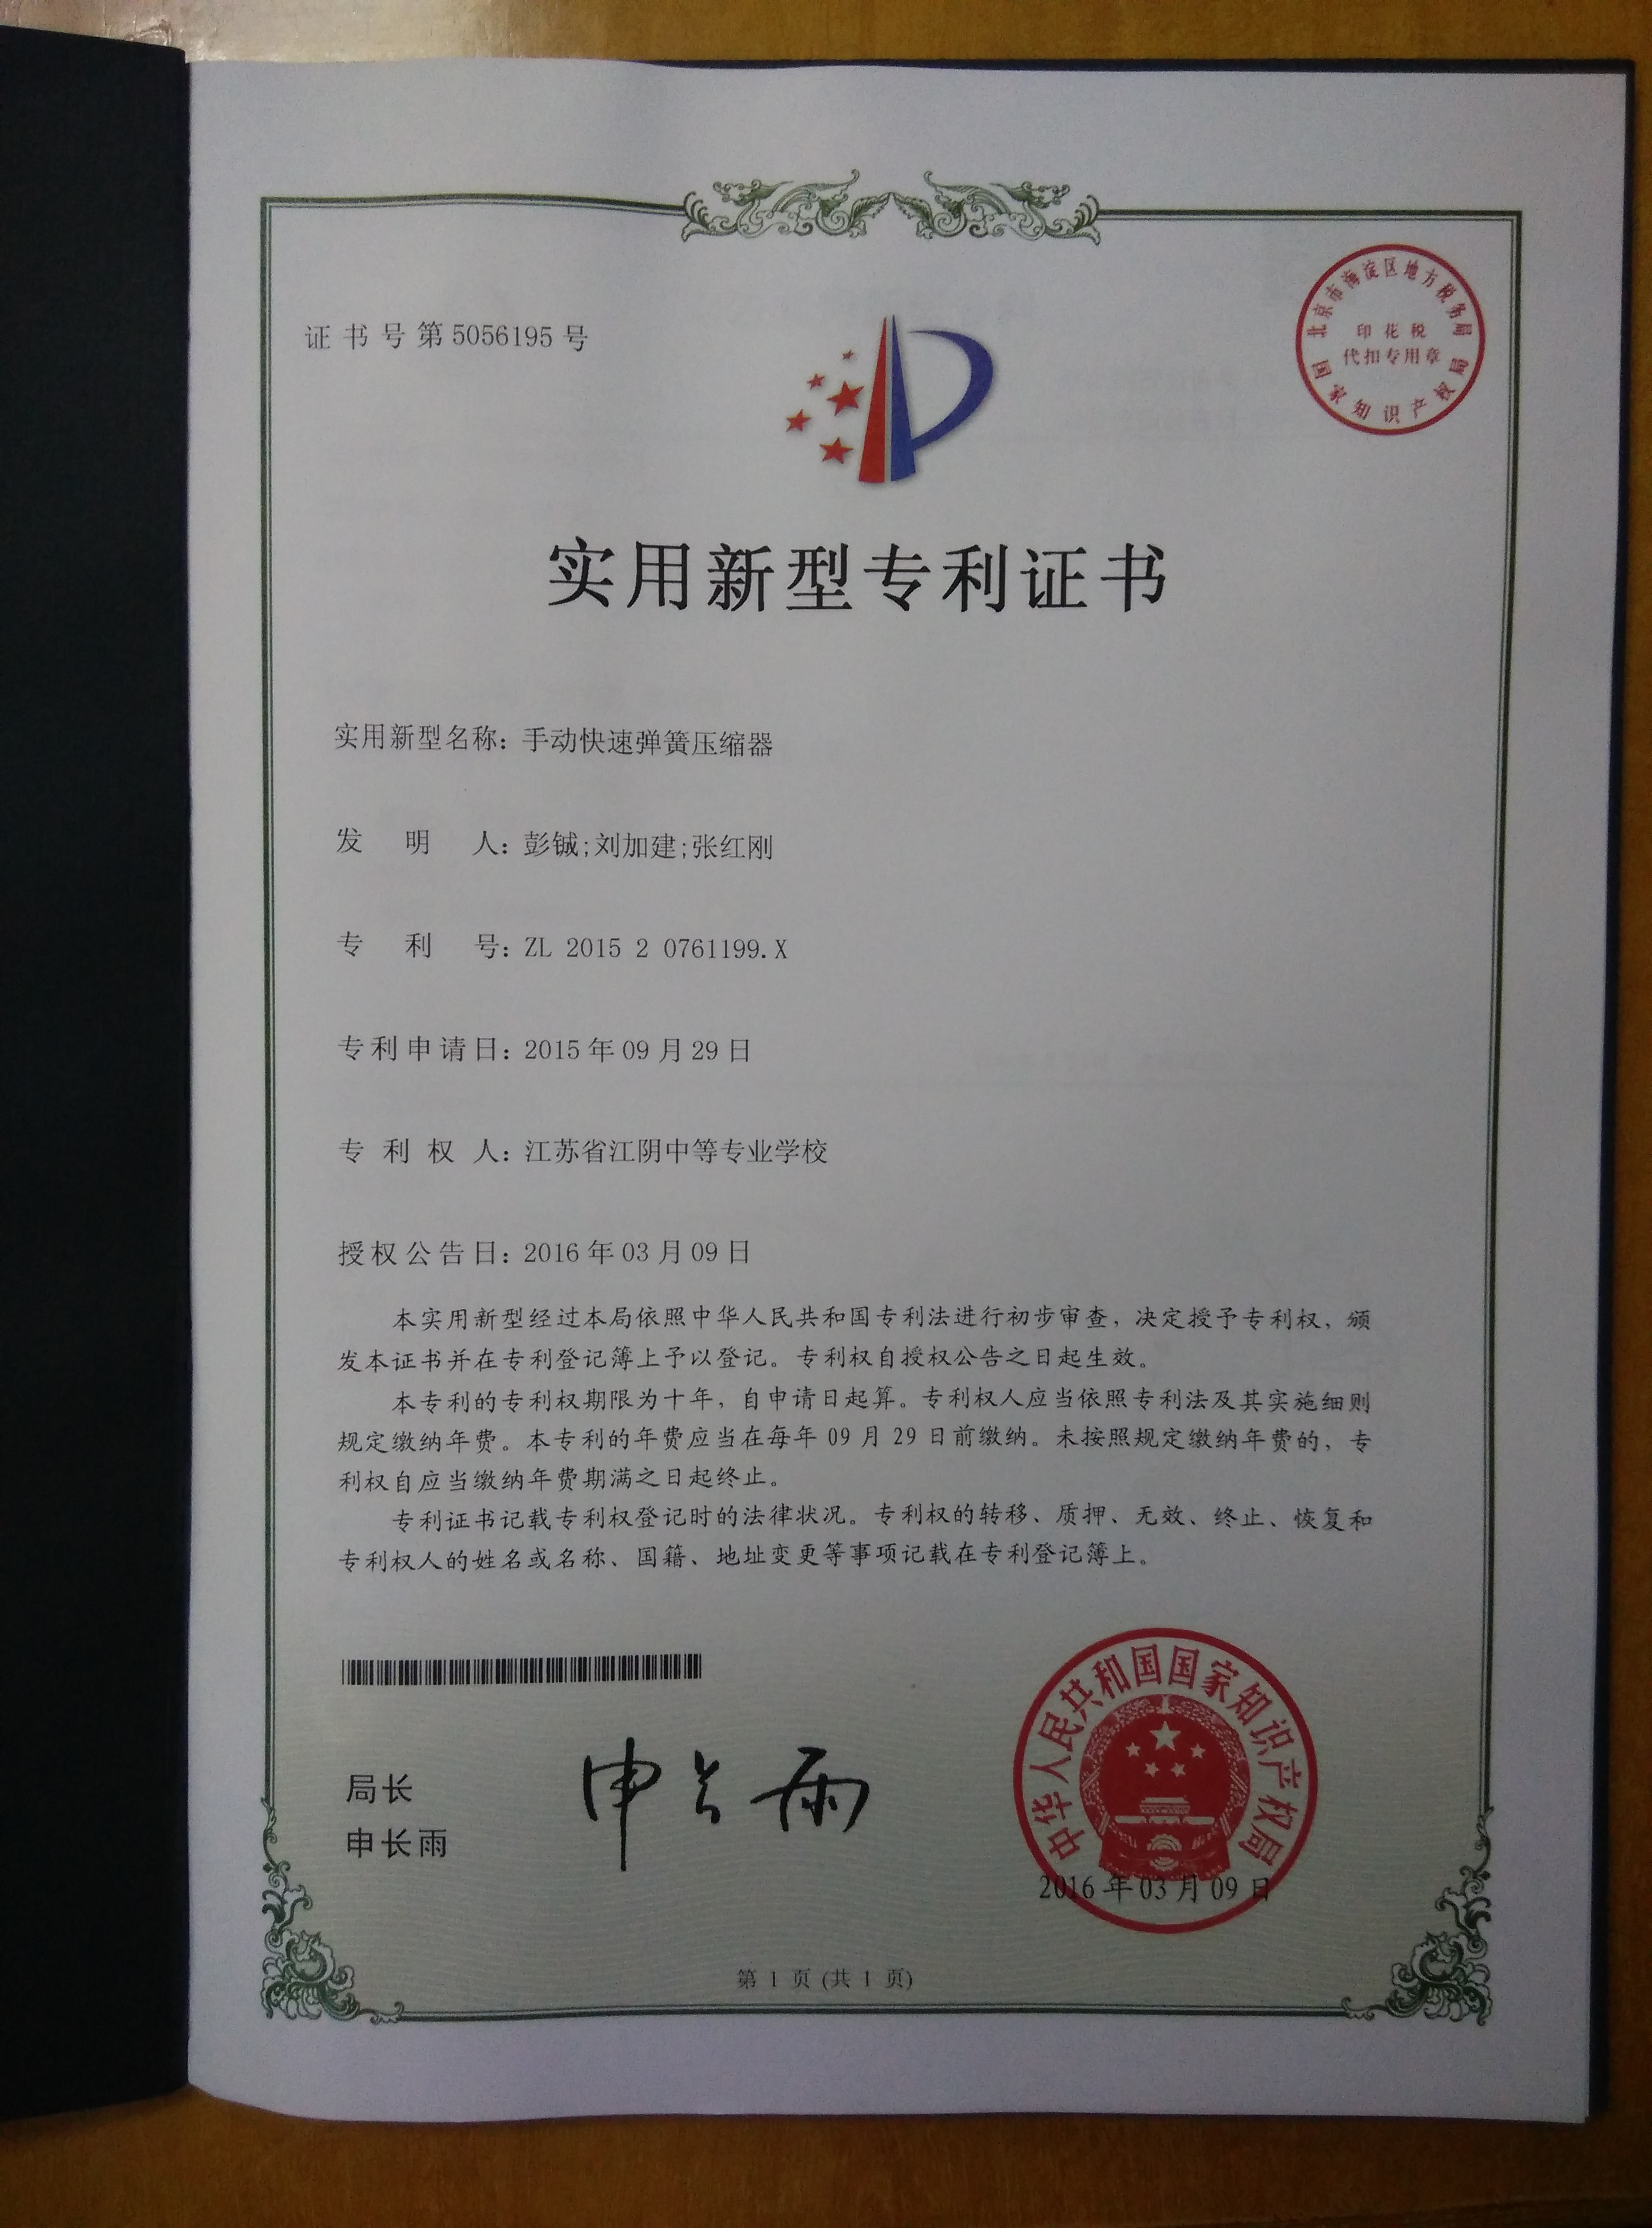 证书号第5056195号
北京市海淀区地方税务局
印花税
代扣专用章
国家知识产权局
实用新型专利证书
实用新型名称：手动快速弹簧压缩器
发明人：彭铖;刘加建;张红刚
专利号：ZL 2015 2 0761199.X
专利申请日：2015年09月29日
专利权人：江苏省江阴中等专业学校
授权公告日：2016年03月09日
本实用新型经过本局依照中华人民共和国专利法进行初步审查，决定授予专利权，颁
发本证书并在专利登记簿上予以登记。专利权自授权公告之日起生效。
本专利的专利权期限为十年，自申请日起算。专利权人应当依照专利法及其实施细则
规定缴纳年费。本专利的年费应当在每年09月29日前缴纳。未按照规定缴纳年费的，专
利权自应当缴纳年费期满之日起终止。
专利证书记载专利权登记时的法律状况。专利权的转移、质押、无效、终止、恢复和
专利权人的姓名或名称、国籍、地址变更等事项记载在专利登记簿上。
局长
申长雨
申长雨
中华人民共和国国家知识产权局
2016年03月09日
第1页(共1页)